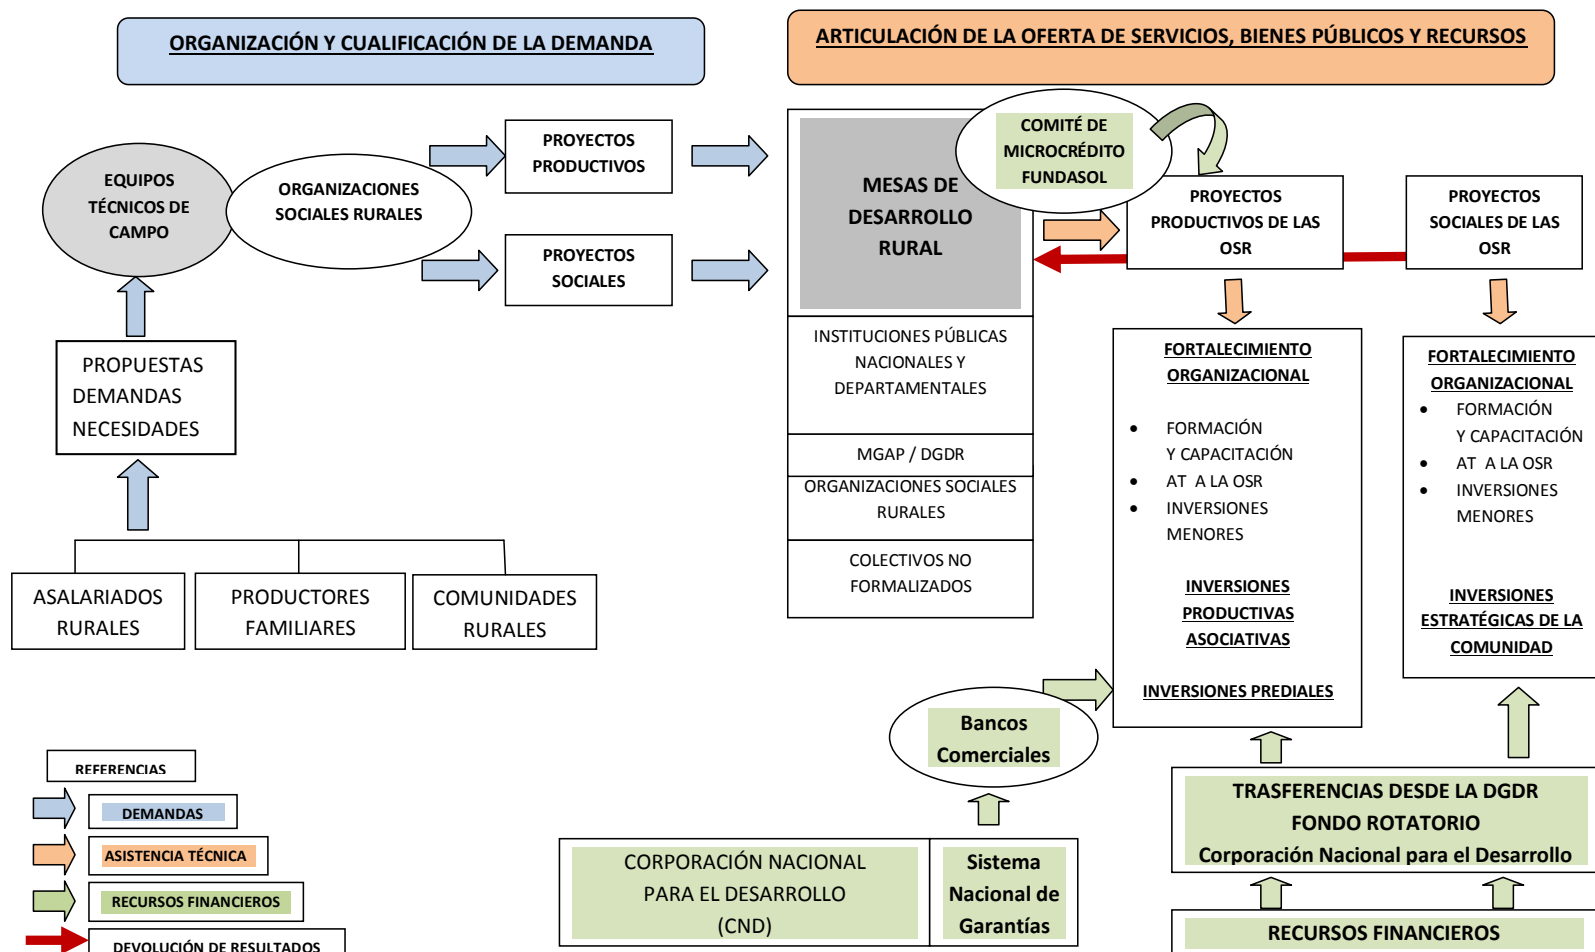 ORGANIZACIÓN Y CUALIFICACIÓN DE LA DEMANDA
ARTICULACIÓN DE LA OFERTA DE SERVICIOS, BIENES PÚBLICOS Y RECURSOS
EQUIPOS
TÉCNICOS DE
CAMPO
ORGANIZACIONES
SOCIALES RURALES
PROYECTOS
PRODUCTIVOS
PROYECTOS
SOCIALES
PROPUESTAS
DEMANDAS
NECESIDADES
ASALARIADOS
RURALES
PRODUCTORES
FAMILIARES
COMUNIDADES
RURALES
MESAS DE
DESARROLLO
RURAL
COMITÉ DE
MICROCRÉDITO
FUNDASOL
PROYECTOS
PRODUCTIVOS DE LAS
OSR
PROYECTOS
SOCIALES DE LAS
OSR
INSTITUCIONES PÚBLICAS
NACIONALES Y
DEPARTAMENTALES
MGAP / DGDR
ORGANIZACIONES SOCIALES
RURALES
COLECTIVOS NO
FORMALIZADOS
FORTALECIMIENTO
ORGANIZACIONAL
• FORMACIÓN
Y CAPACITACIÓN
• AT A LA OSR
• INVERSIONES
MENORES
INVERSIONES
PRODUCTIVAS
ASOCIATIVAS
INVERSIONES PREDIALES
FORTALECIMIENTO
ORGANIZACIONAL
• FORMACIÓN
Y CAPACITACIÓN
• AT A LA OSR
• INVERSIONES
MENORES
INVERSIONES
ESTRATÉGICAS DE LA
COMUNIDAD
Bancos
Comerciales
CORPORACIÓN NACIONAL
PARA EL DESARROLLO
(CND)
Sistema
Nacional de
Garantías
TRASFERENCIAS DESDE LA DGDR
FONDO ROTATORIO
Corporación Nacional para el Desarrollo
RECURSOS FINANCIEROS
REFERENCIAS
DEMANDAS
ASISTENCIA TÉCNICA
RECURSOS FINANCIEROS
DEVOLUCIÓN DE RESULTADOS